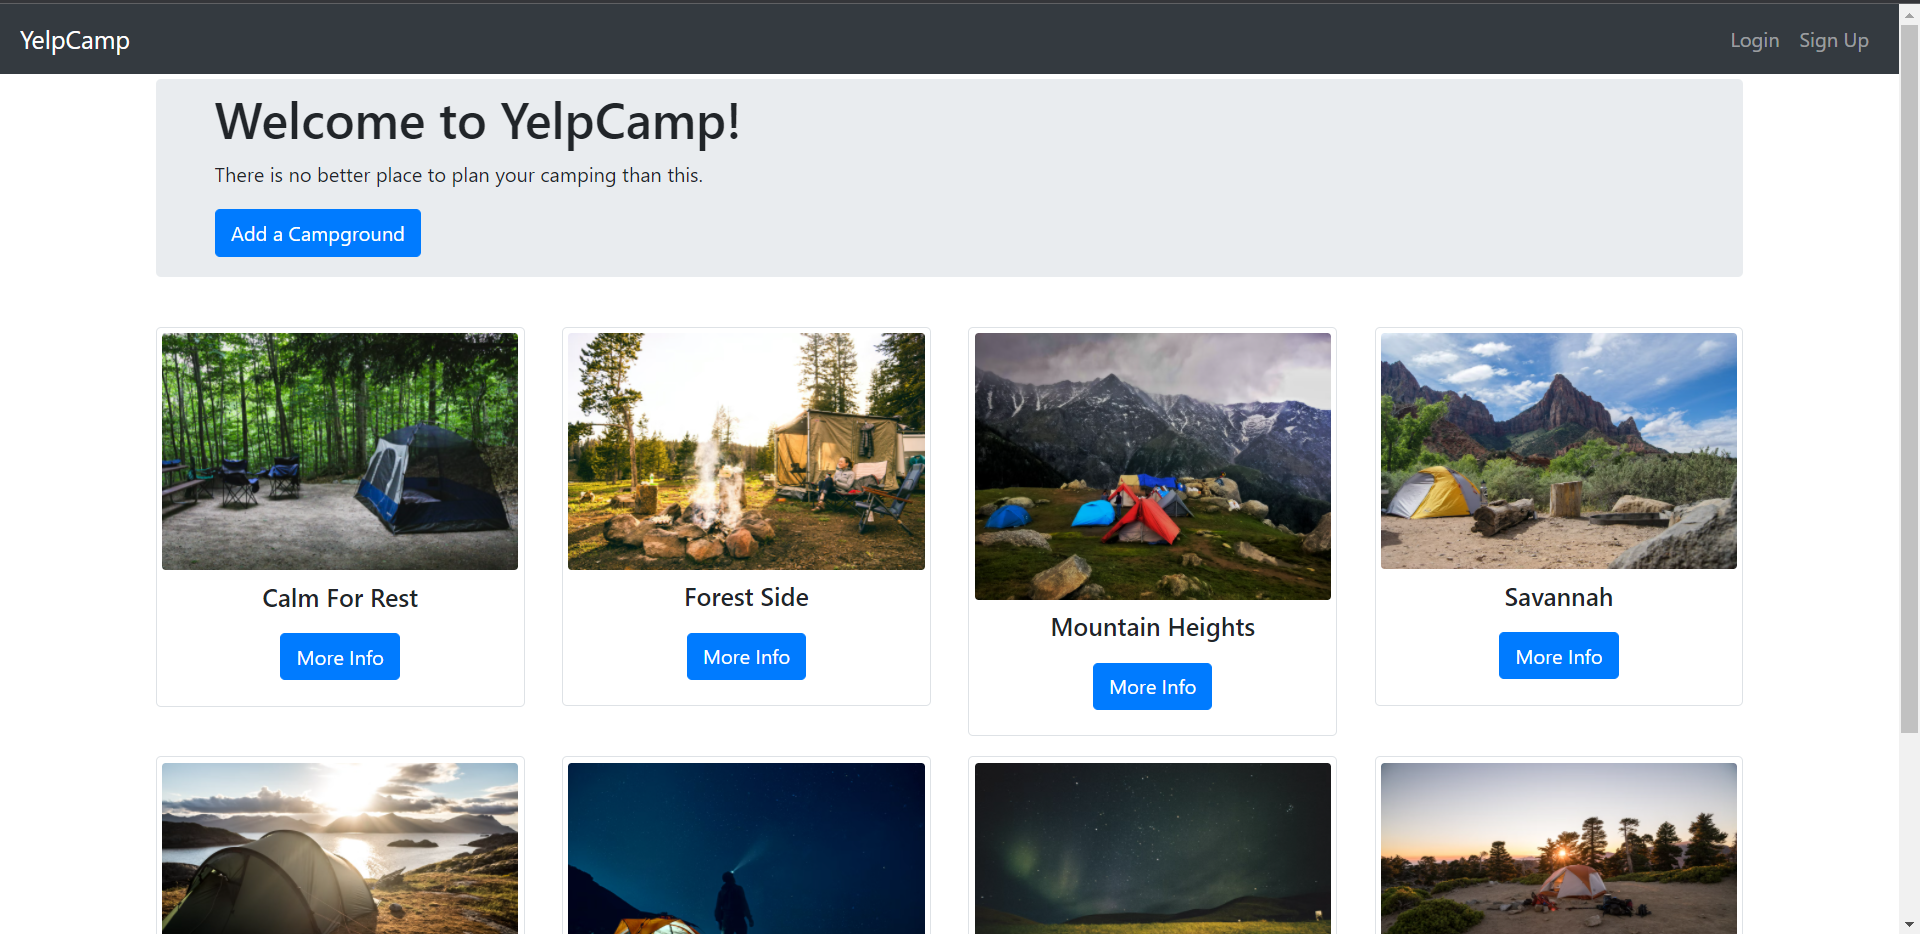 YelpCamp
Login
Sign Up
Welcome to YelpCamp!
There is no better place to plan your camping than this.
Add a Campground
Calm For Rest
Forest Side
Mountain Heights
Savannah
More Info
More Info
More Info
More Info